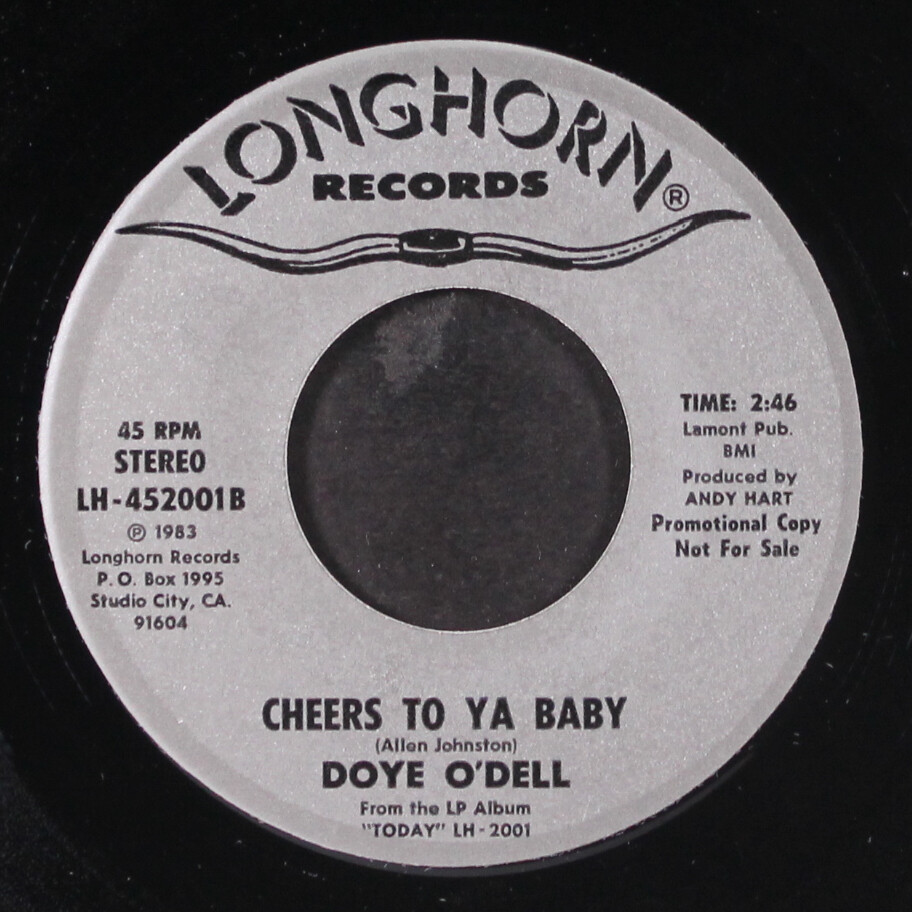 LONGHORN
RECORDS ®
45 RPM
STEREO
LH-452001B
℗ 1983
Longhorn Records
P.O. Box 1995
Studio City, CA.
91604
TIME: 2:46
Lamont Pub.
BMI
Produced by
ANDY HART
Promotional Copy
Not For Sale
CHEERS TO YA BABY
(Allen Johnston)
DOYE O'DELL
From the LP Album
"TODAY" LH-2001